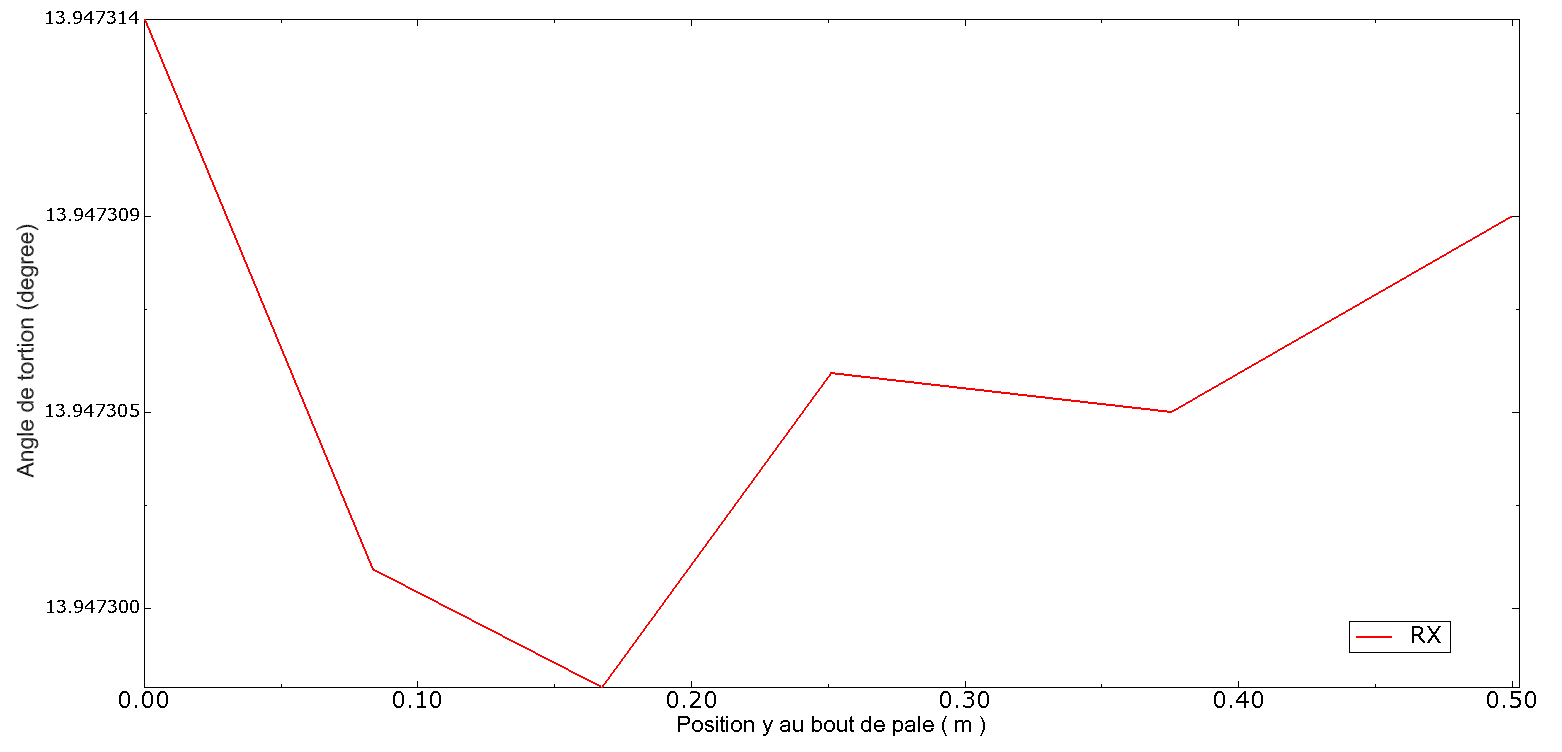 13.947314
13.947309
13.947305
13.947300
Angle de tortion (degree)
RX
0.00 0.10 0.20 0.30 0.40 0.50
Position y au bout de pale ( m )